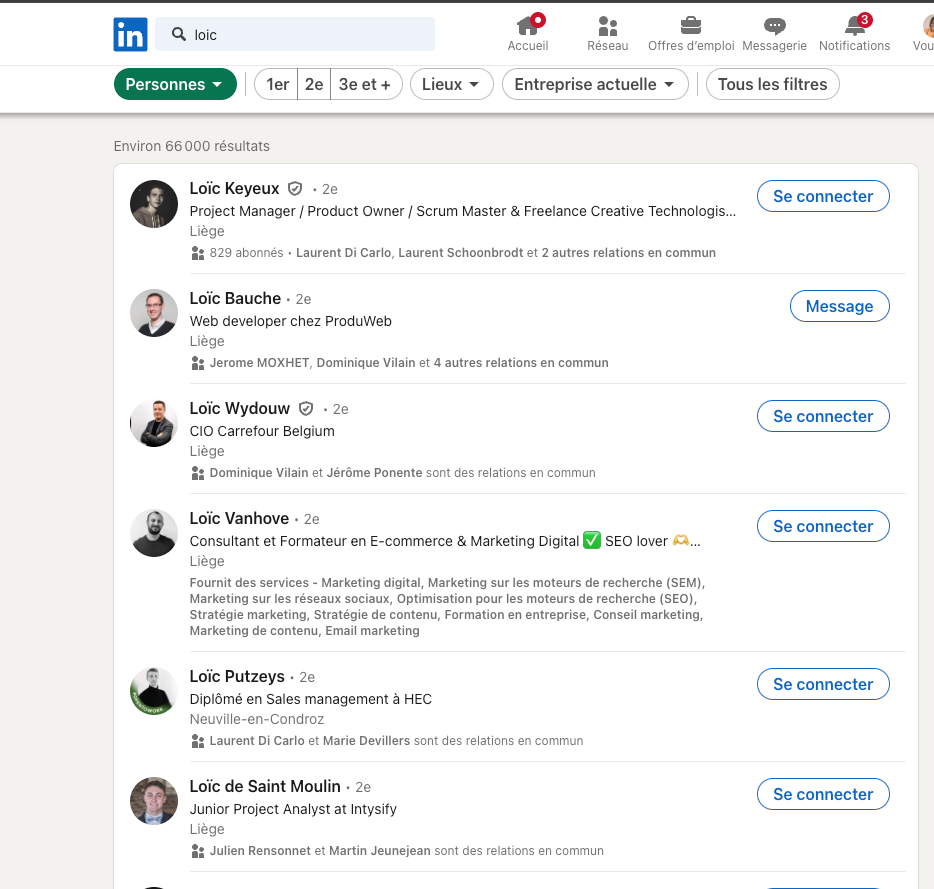 in
loic
Accueil
Réseau
Offres d'emploi
Messagerie
3
Notifications
Vou
Personnes
1er
2e
3e et +
Lieux
Entreprise actuelle
Tous les filtres
Environ 66 000 résultats
Loïc Keyeux • 2e
Se connecter
Project Manager / Product Owner / Scrum Master & Freelance Creative Technologis...
Liège
829 abonnés • Laurent Di Carlo, Laurent Schoonbrodt et 2 autres relations en commun
Loïc Bauche • 2e
Message
Web developer chez ProduWeb
Liège
Jerome MOXHET, Dominique Vilain et 4 autres relations en commun
Loïc Wydouw • 2e
Se connecter
CIO Carrefour Belgium
Liège
Dominique Vilain et Jérôme Ponente sont des relations en commun
Loïc Vanhove • 2e
Se connecter
Consultant et Formateur en E-commerce & Marketing Digital ✅ SEO lover 🫶...
Liège
Fournit des services - Marketing digital, Marketing sur les moteurs de recherche (SEM),
Marketing sur les réseaux sociaux, Optimisation pour les moteurs de recherche (SEO),
Stratégie marketing, Stratégie de contenu, Formation en entreprise, Conseil marketing,
Marketing de contenu, Email marketing
Loïc Putzeys • 2e
Se connecter
Diplômé en Sales management à HEC
Neuville-en-Condroz
Laurent Di Carlo et Marie Devillers sont des relations en commun
Loïc de Saint Moulin • 2e
Se connecter
Junior Project Analyst at Intysify
Liège
Julien Rensonnet et Martin Jeunejean sont des relations en commun